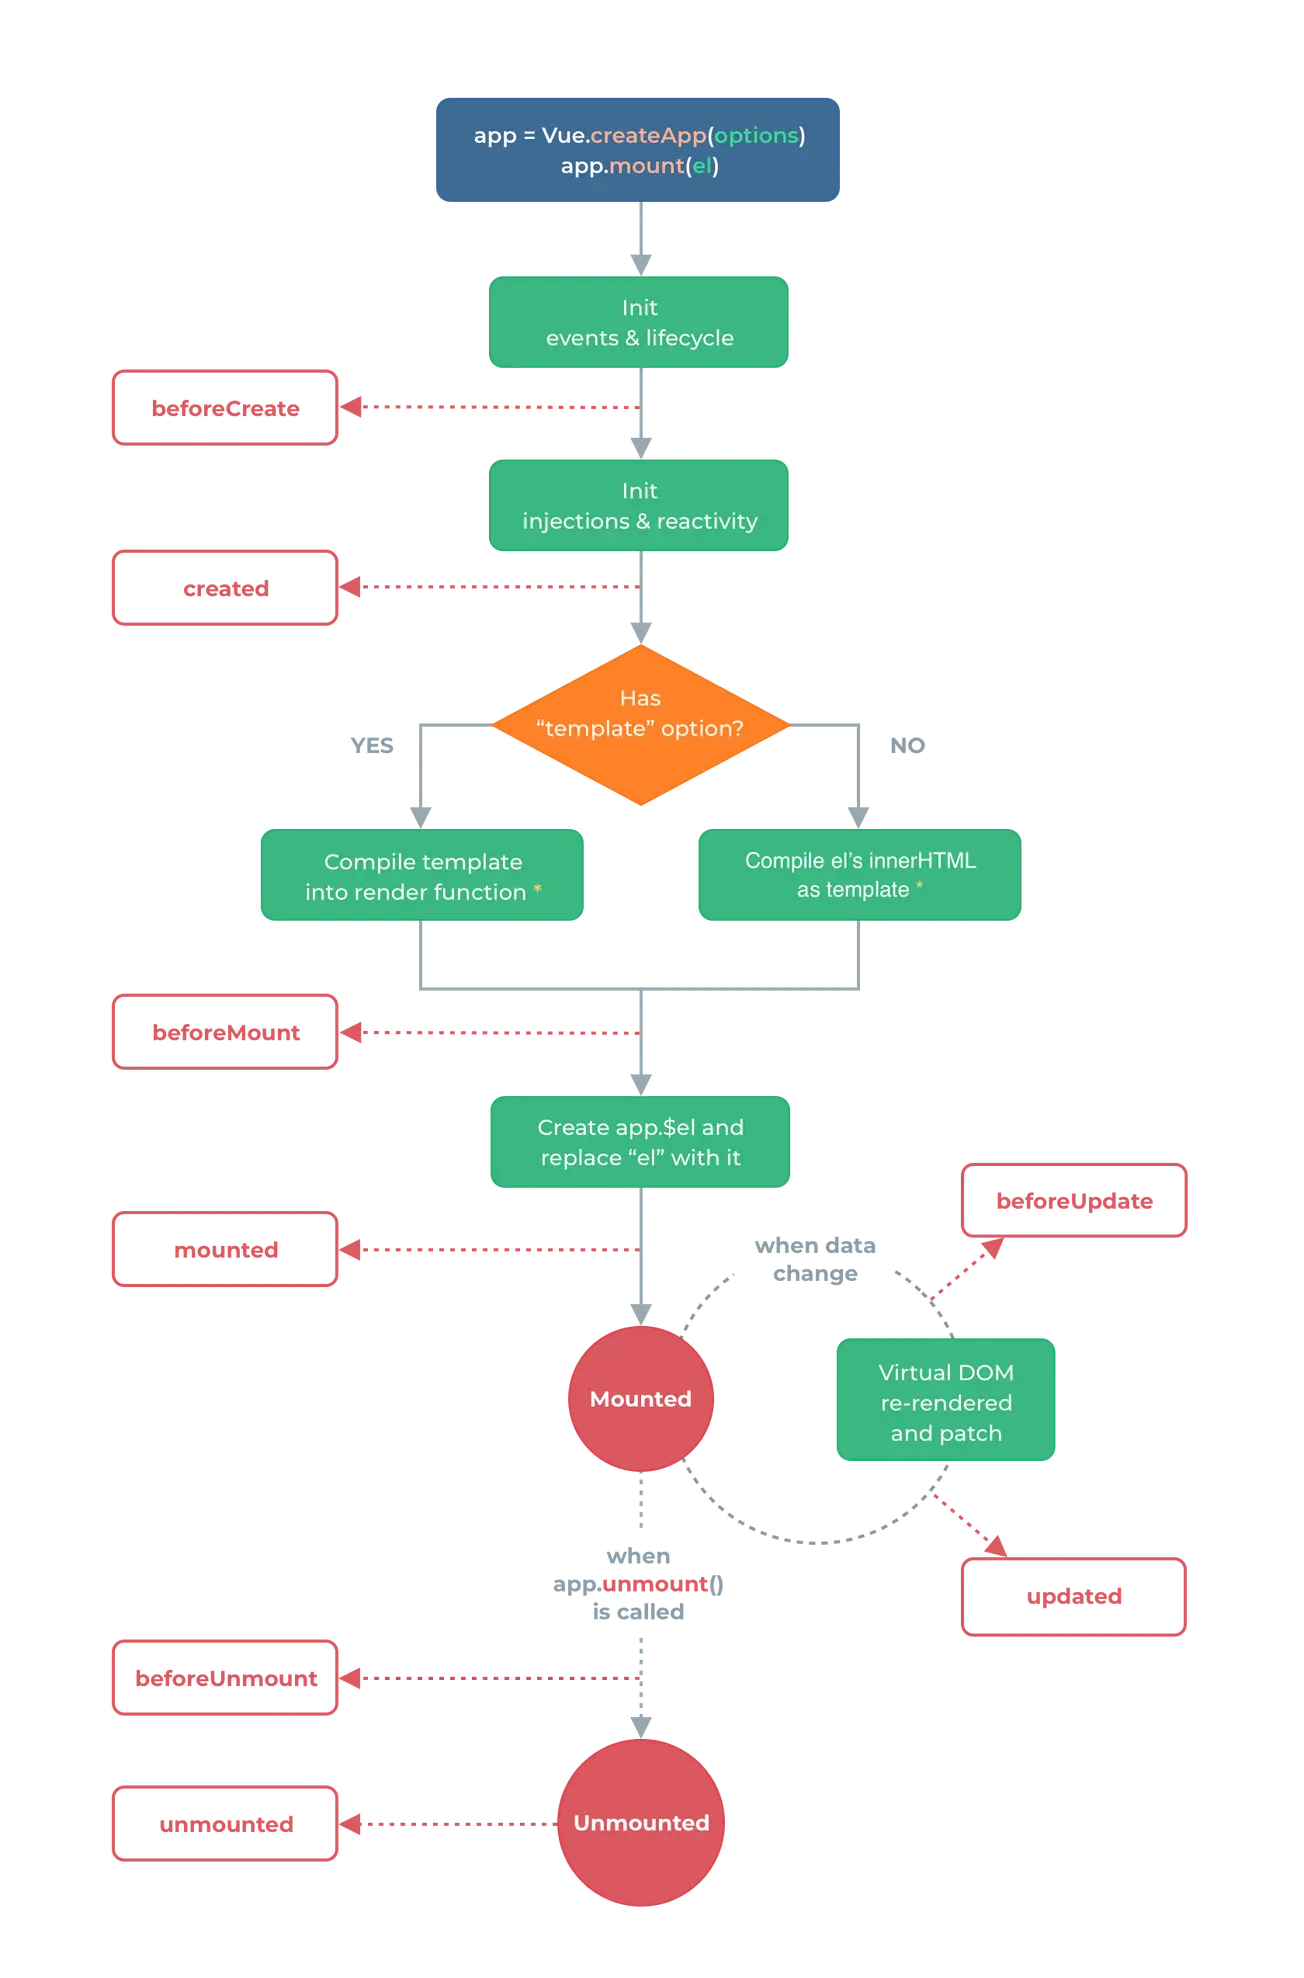 app = Vue.createApp(options)
app.mount(el)
Init
events & lifecycle
beforeCreate
Init
injections & reactivity
created
Has
“template” option?
YES
NO
Compile template
into render function *
Compile el’s innerHTML
as template *
beforeMount
Create app.$el and
replace “el” with it
beforeUpdate
mounted
when data
change
Mounted
Virtual DOM
re-rendered
and patch
when
app.unmount()
is called
updated
beforeUnmount
unmounted
Unmounted